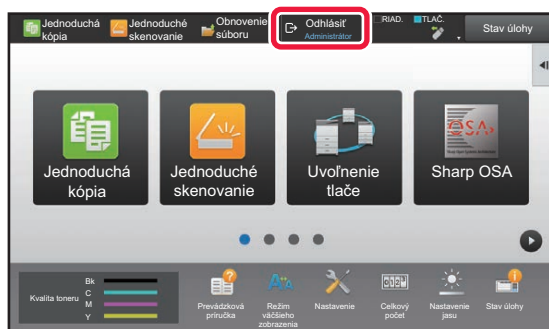 Jednoduchá kópia
Jednoduché skenovanie
Obnovenie súboru
Odhlásiť
Administrátor
RIAD.
TLAČ.
Stav úlohy
Jednoduchá
kópia
Jednoduché
skenovanie
Uvoľnenie
tlače
OSA
Sharp OSA
Kvalita toneru
Bk
C
M
Y
Prevádzková
príručka
Režim
väčšieho
zobrazenia
Nastavenie
Celkový
počet
Nastavenie
jasu
Stav úlohy